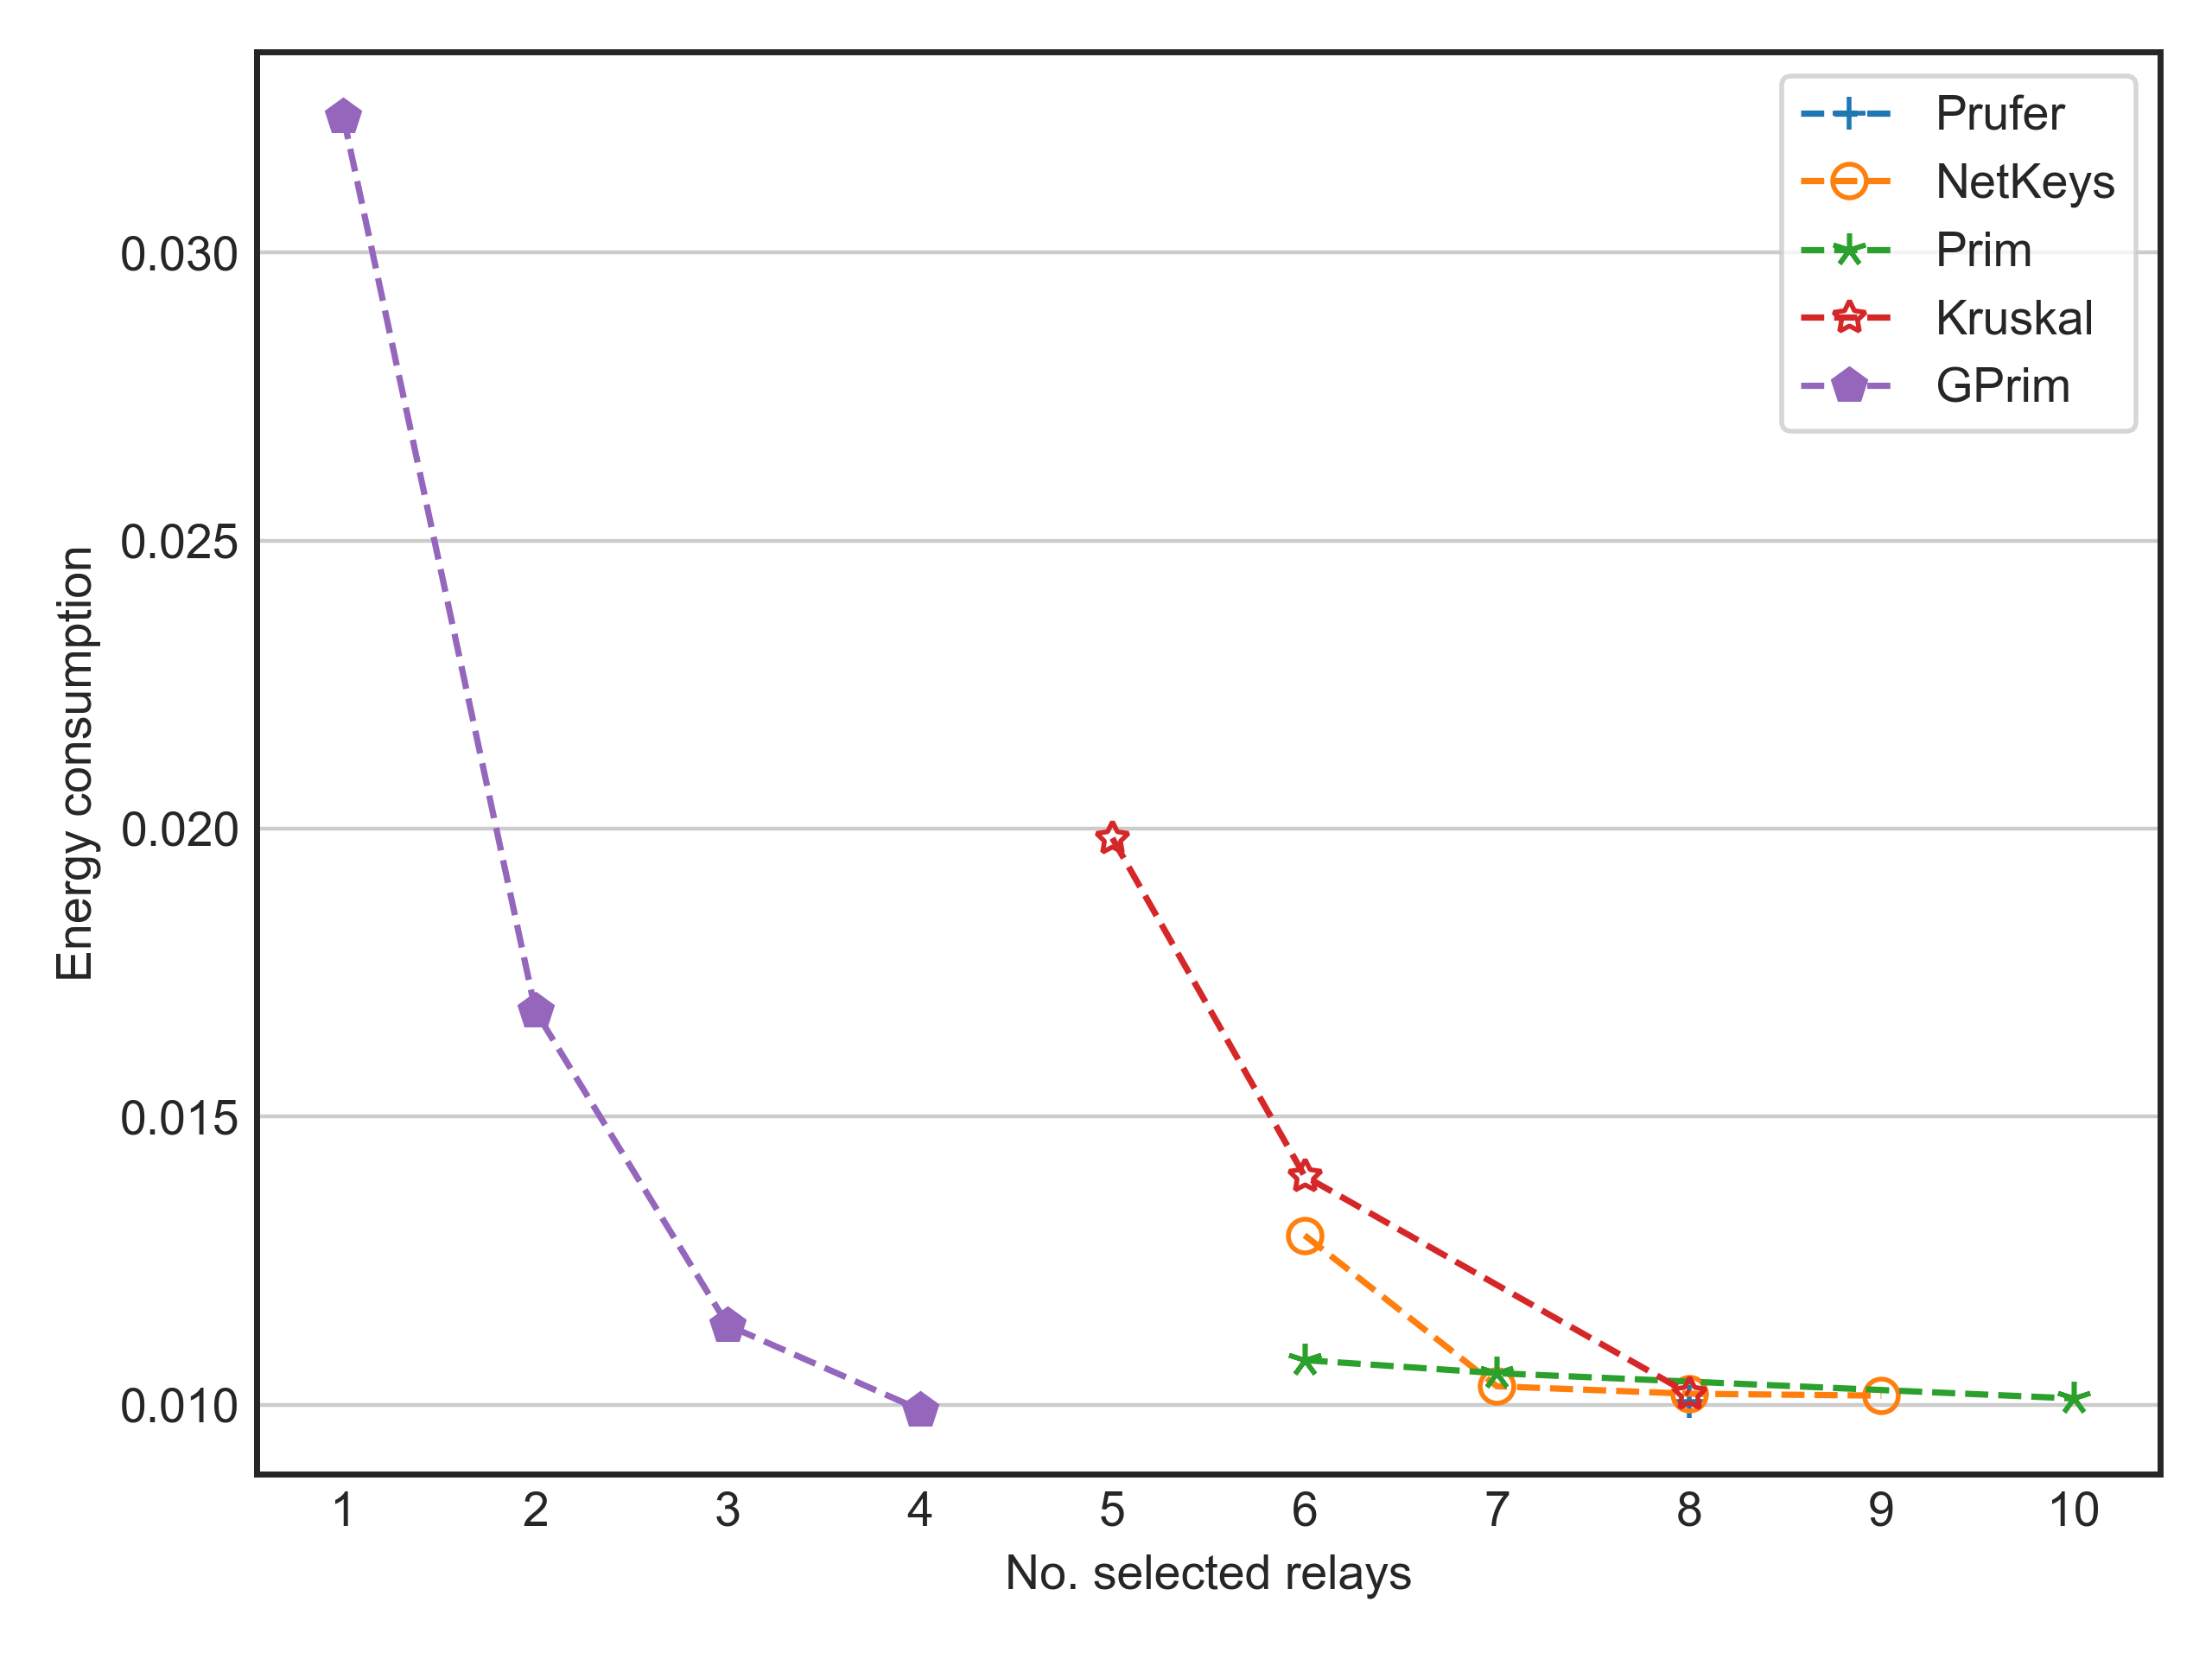 Prufer
NetKeys
Prim
Kruskal
GPrim
0.030
0.025
0.020
0.015
0.010
Energy consumption
1 2 3 4 5 6 7 8 9 10
No. selected relays